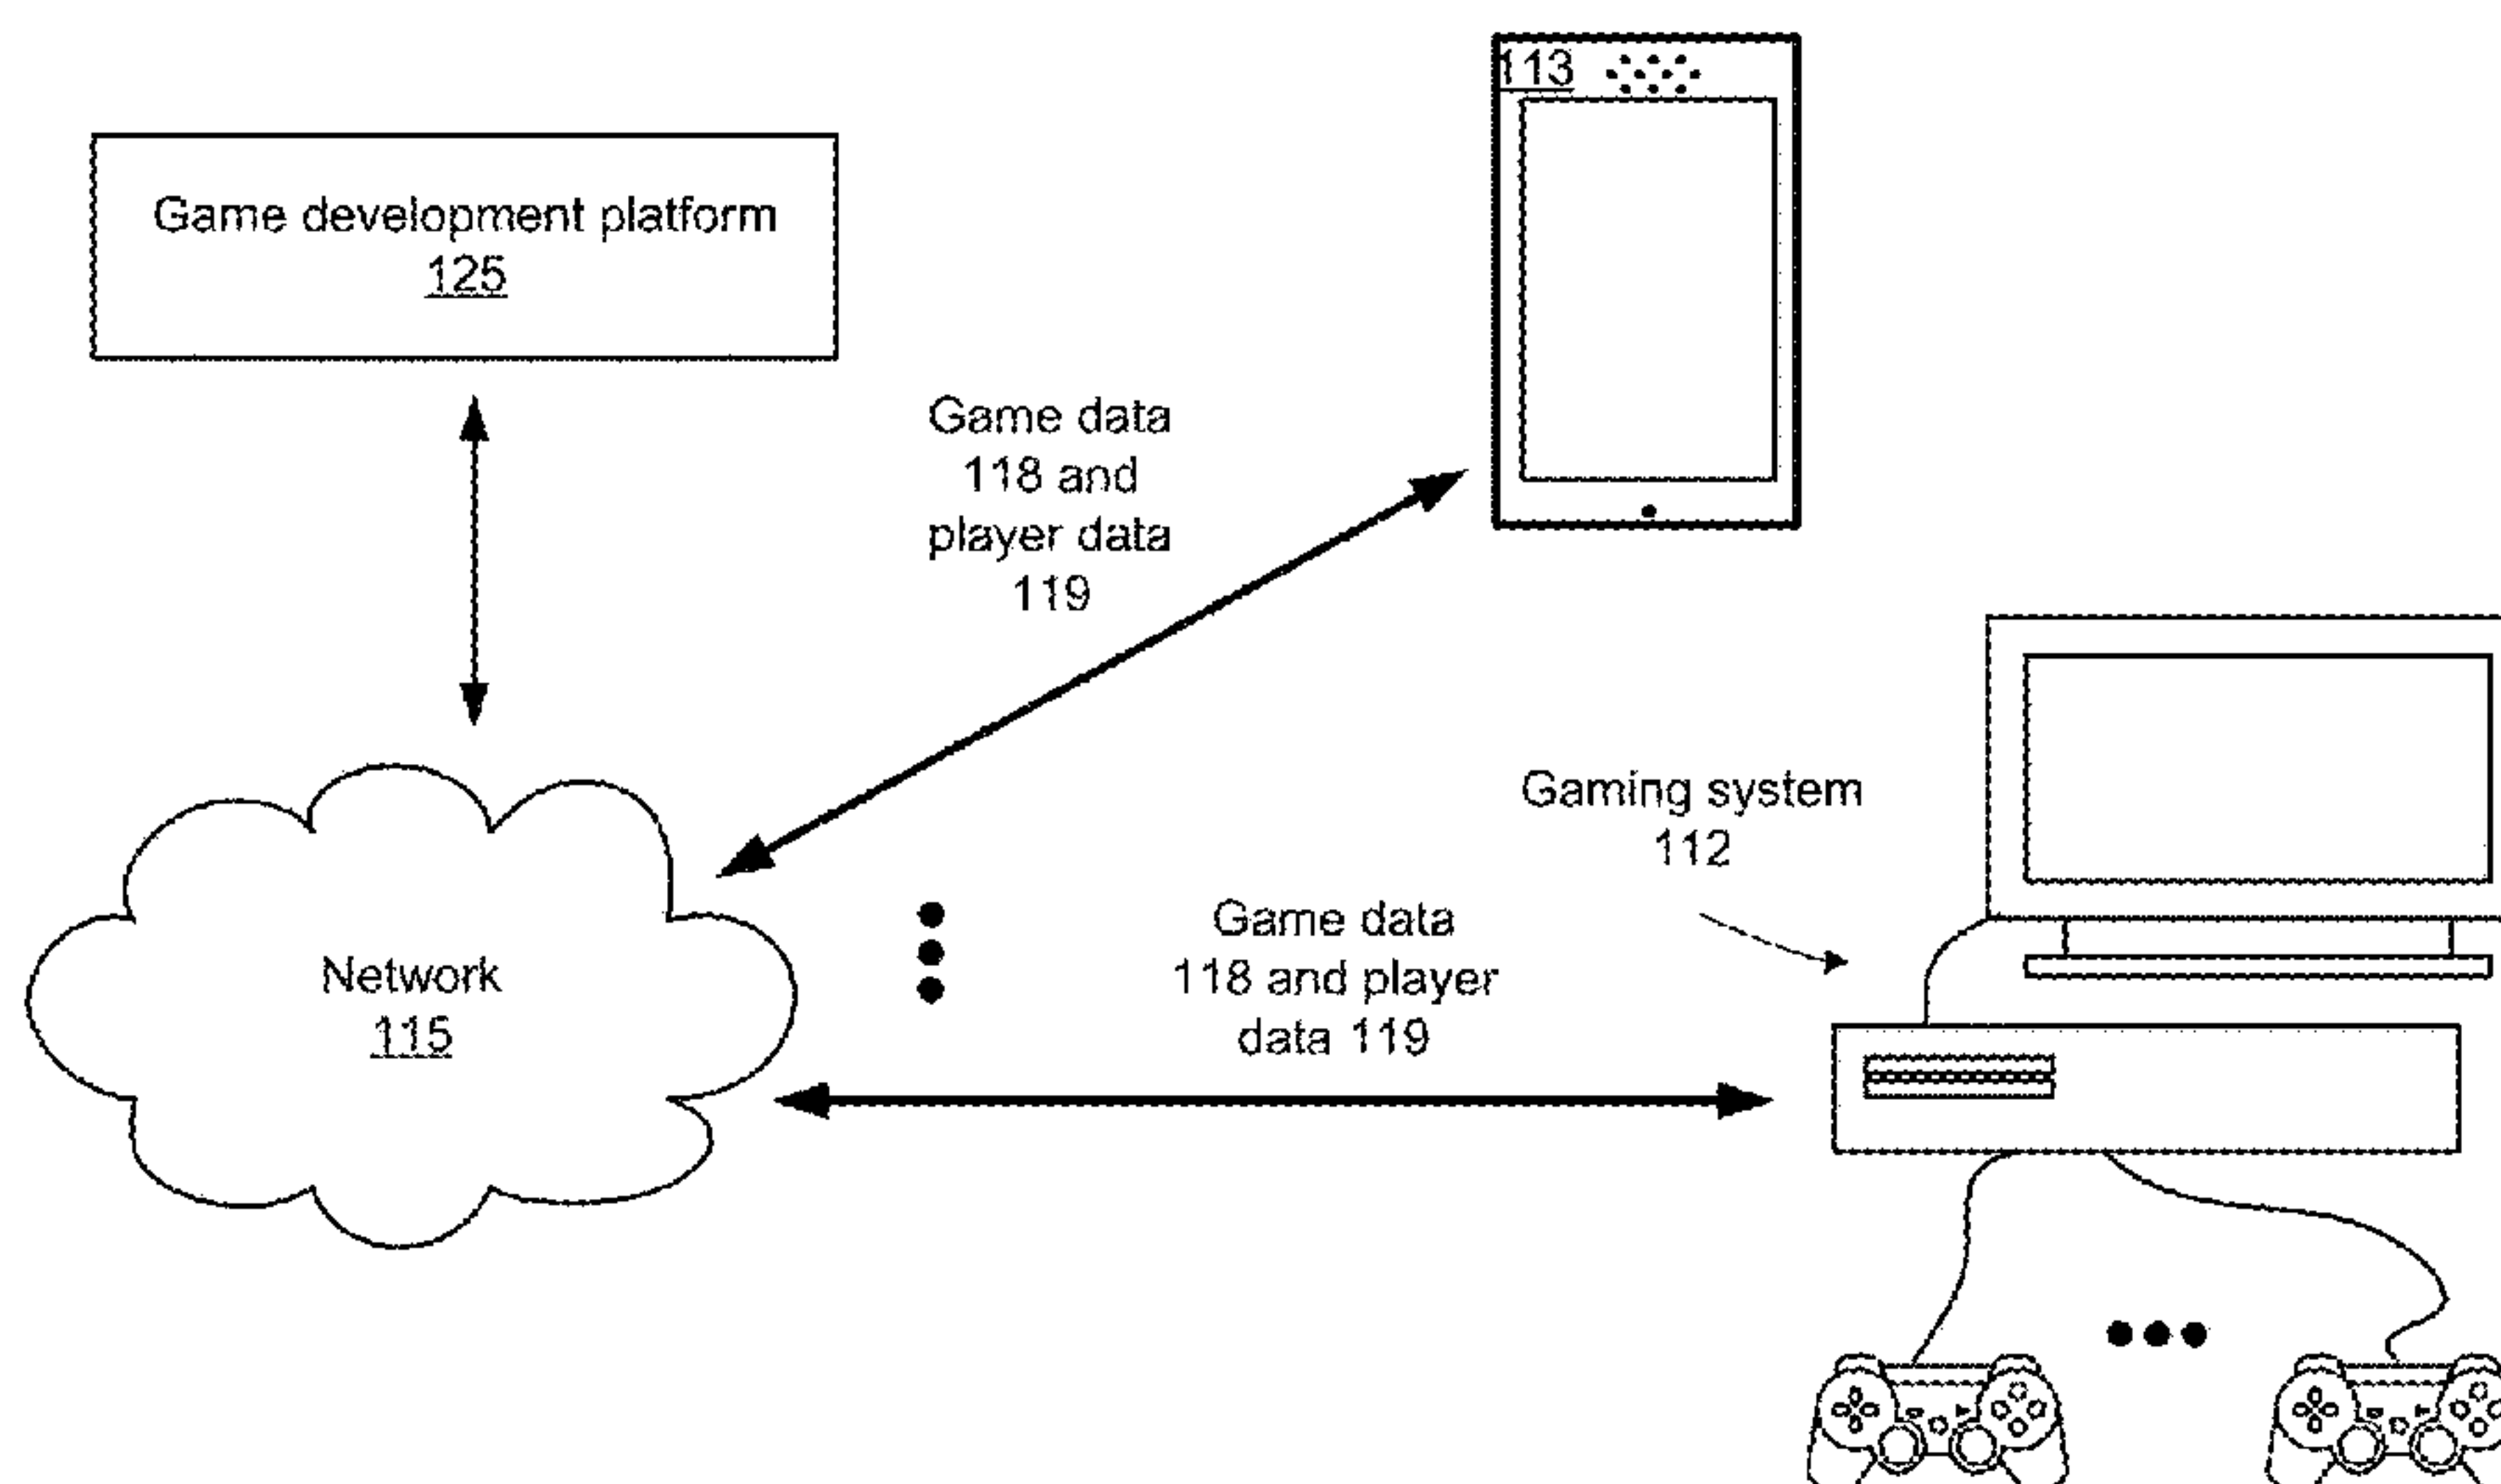 113
Game development platform
125
Game data
118 and
player data
119
Gaming system
112
Network
115
Game data
118 and player
data 119